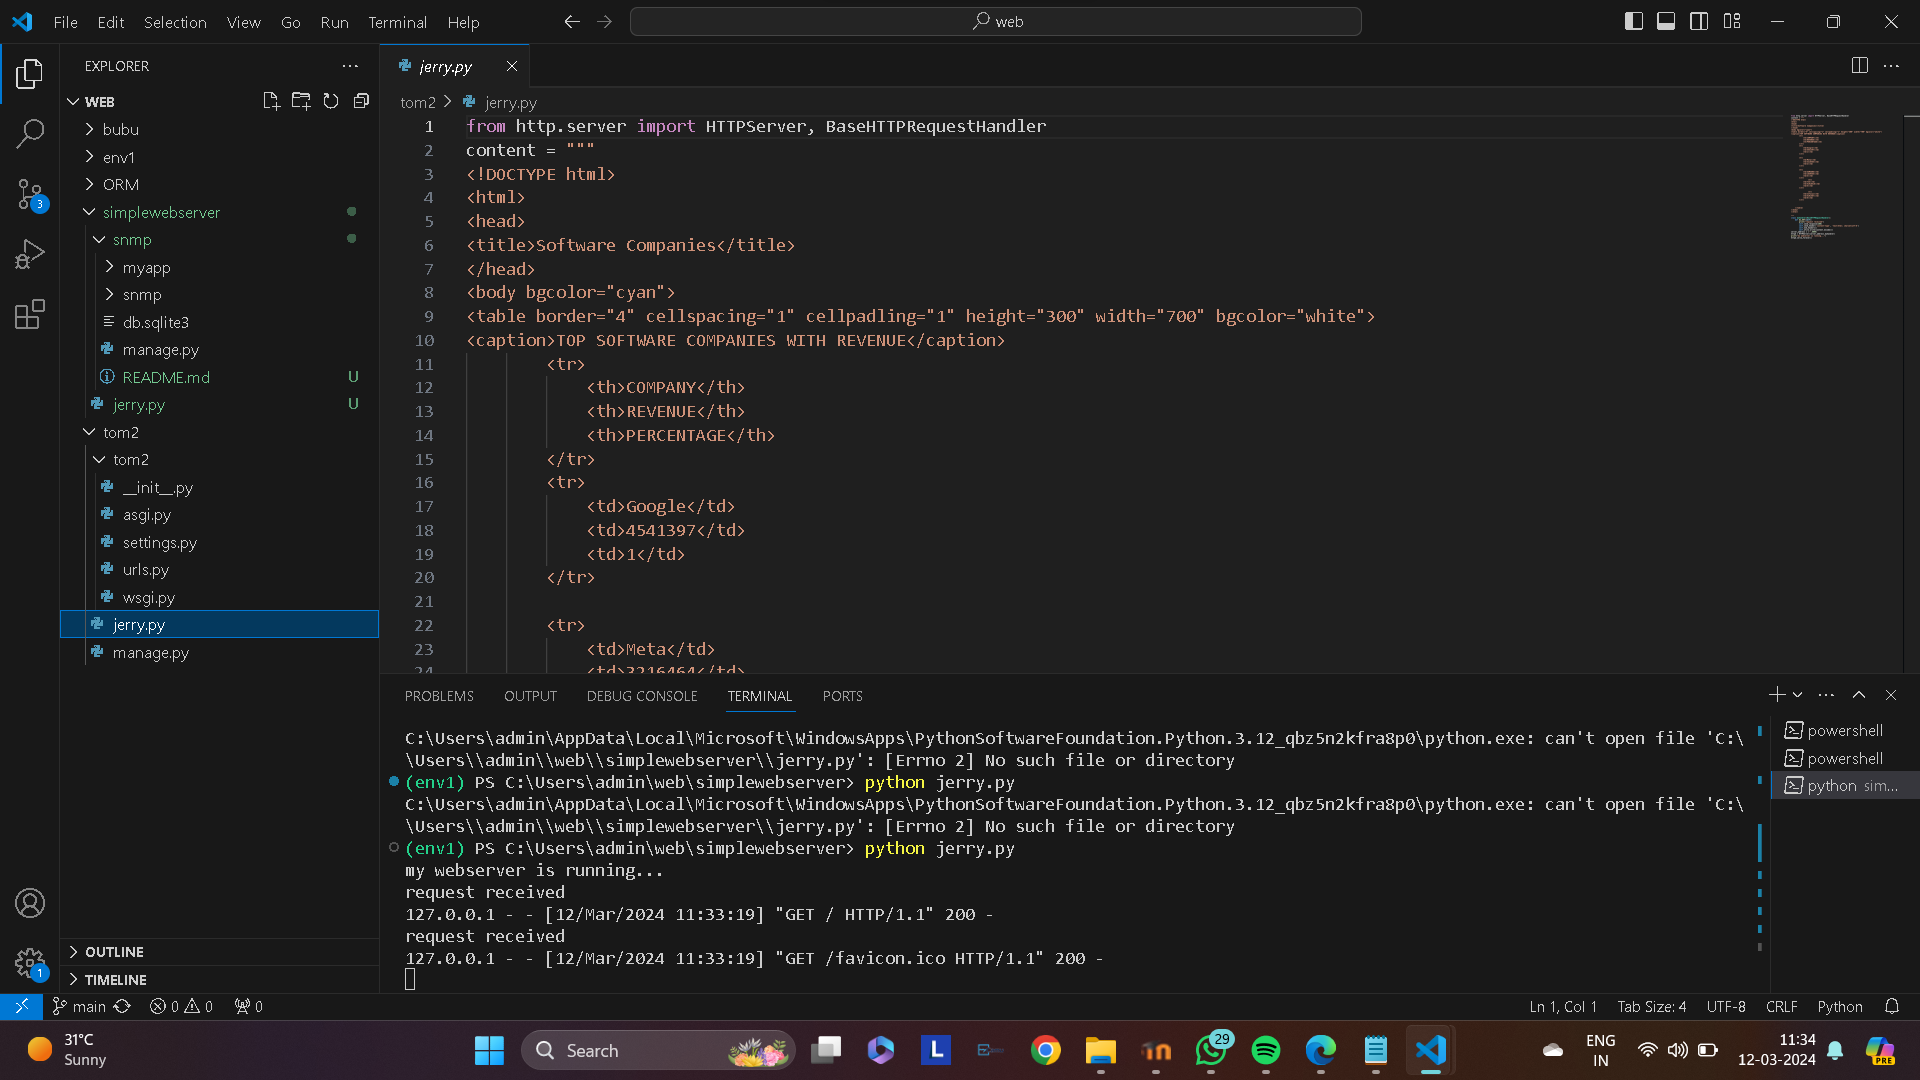 File Edit Selection View Go Run Terminal Help
web
EXPLORER
WEB
bubu
env1
ORM
simplewebserver
snmp
myapp
snmp
db.sqlite3
manage.py
README.md U
jerry.py U
tom2
tom2
__init__.py
asgi.py
settings.py
urls.py
wsgi.py
jerry.py
manage.py
OUTLINE
TIMELINE
3
1
jerry.py
tom2 > jerry.py
1 from http.server import HTTPServer, BaseHTTPRequestHandler
2 content = """
3 <!DOCTYPE html>
4 <html>
5 <head>
6 <title>Software Companies</title>
7 </head>
8 <body bgcolor="cyan">
9 <table border="4" cellspacing="1" cellpadling="1" height="300" width="700" bgcolor="white">
10 <caption>TOP SOFTWARE COMPANIES WITH REVENUE</caption>
11 <tr>
12 <th>COMPANY</th>
13 <th>REVENUE</th>
14 <th>PERCENTAGE</th>
15 </tr>
16 <tr>
17 <td>Google</td>
18 <td>4541397</td>
19 <td>1</td>
20 </tr>
21
22 <tr>
23 <td>Meta</td>
24 <td>3216464</td>
PROBLEMS OUTPUT DEBUG CONSOLE TERMINAL PORTS
C:\Users\admin\AppData\Local\Microsoft\WindowsApps\PythonSoftwareFoundation.Python.3.12_qbz5n2kfra8p0\python.exe: can't open file 'C:\
\Users\\admin\\web\\simplewebserver\\jerry.py': [Errno 2] No such file or directory
(env1) PS C:\Users\admin\web\simplewebserver> python jerry.py
C:\Users\admin\AppData\Local\Microsoft\WindowsApps\PythonSoftwareFoundation.Python.3.12_qbz5n2kfra8p0\python.exe: can't open file 'C:\
\Users\\admin\\web\\simplewebserver\\jerry.py': [Errno 2] No such file or directory
(env1) PS C:\Users\admin\web\simplewebserver> python jerry.py
my webserver is running...
request received
127.0.0.1 - - [12/Mar/2024 11:33:19] "GET / HTTP/1.1" 200 -
request received
127.0.0.1 - - [12/Mar/2024 11:33:19] "GET /favicon.ico HTTP/1.1" 200 -
powershell
powershell
python sim...
main 0 0 0
Ln 1, Col 1 Tab Size: 4 UTF-8 CRLF Python
31°C
Sunny
Search
L
29
ENG
IN
11:34
12-03-2024
PRE